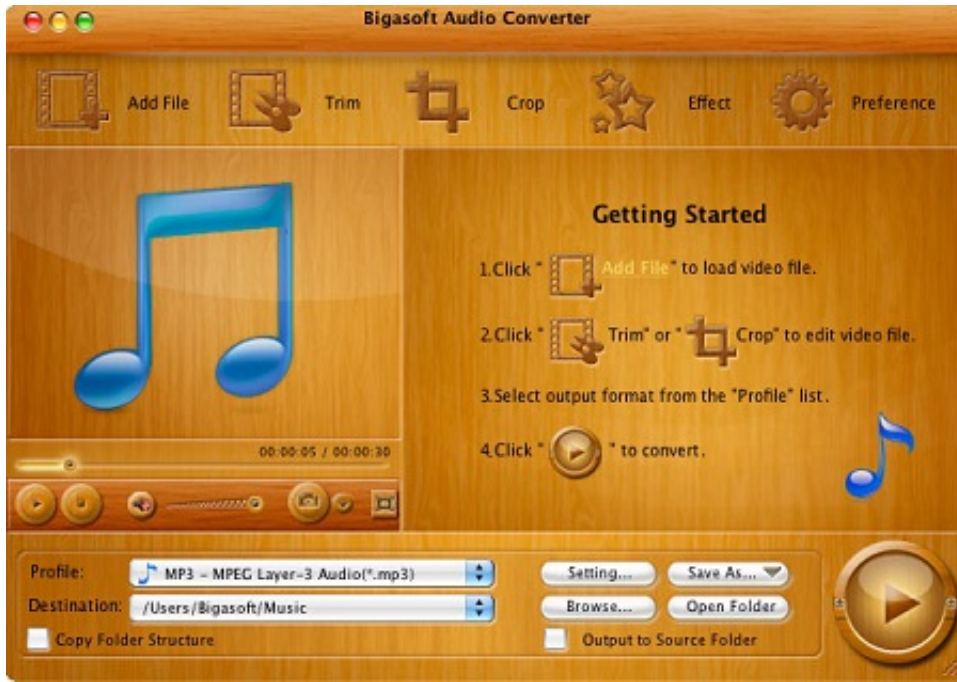 Bigasoft Audio Converter
Add File Trim Crop Effect Preference
Getting Started
1.Click " Add File" to load video file.
2.Click " Trim" or " Crop" to edit video file.
3.Select output format from the "Profile" list.
4.Click " " to convert.
00:00:05 / 00:00:30
Profile: MP3 - MPEG Layer-3 Audio(*.mp3) Setting... Save As...
Destination: /Users/Bigasoft/Music Browse... Open Folder
Copy Folder Structure Output to Source Folder